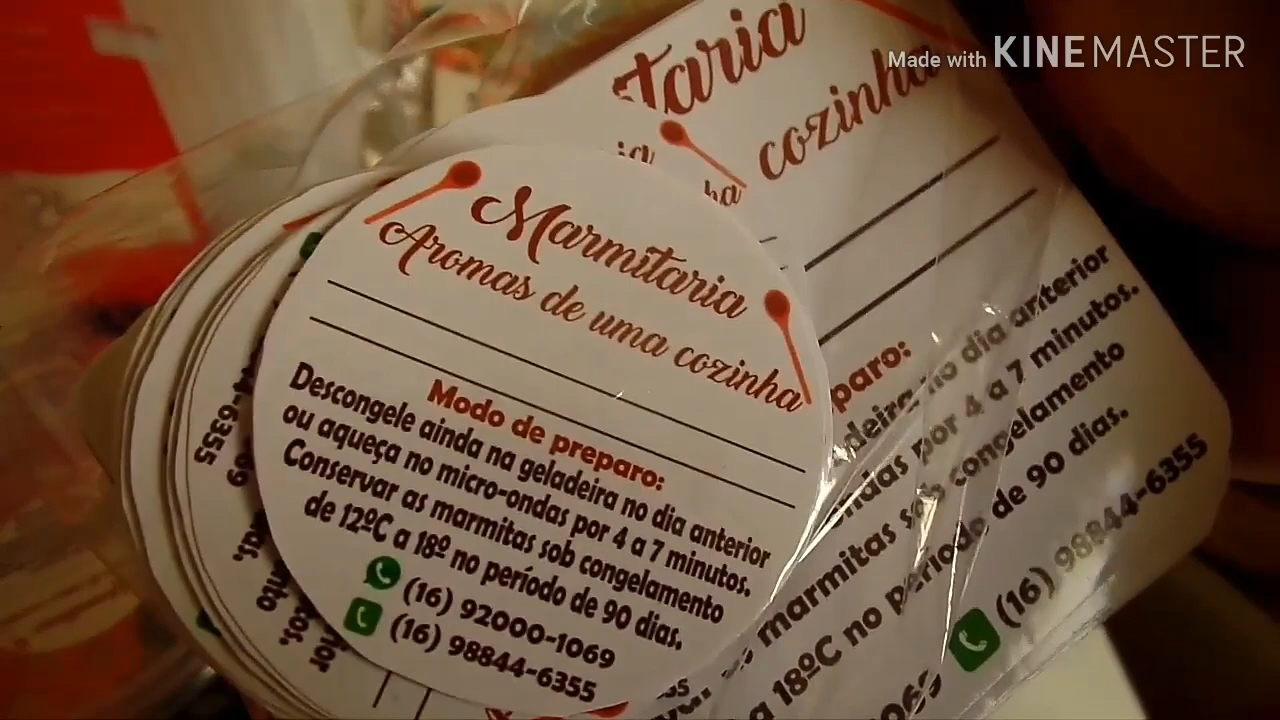 Made with KINEMASTER
Marmitaria
Aromas de uma cozinha
Modo de preparo:
Descongele ainda na geladeira no dia anterior
ou aqueça no micro-ondas por 4 a 7 minutos.
Conservar as marmitas sob congelamento
de 12ºC a 18º no período de 90 dias.
(16) 92000-1069
(16) 98844-6355
taria
cozinha
paro:
deira no dia anterior
ondas por 4 a 7 minutos.
marmitas sob congelamento
a 18ºC no período de 90 dias.
(16) 98844-6355